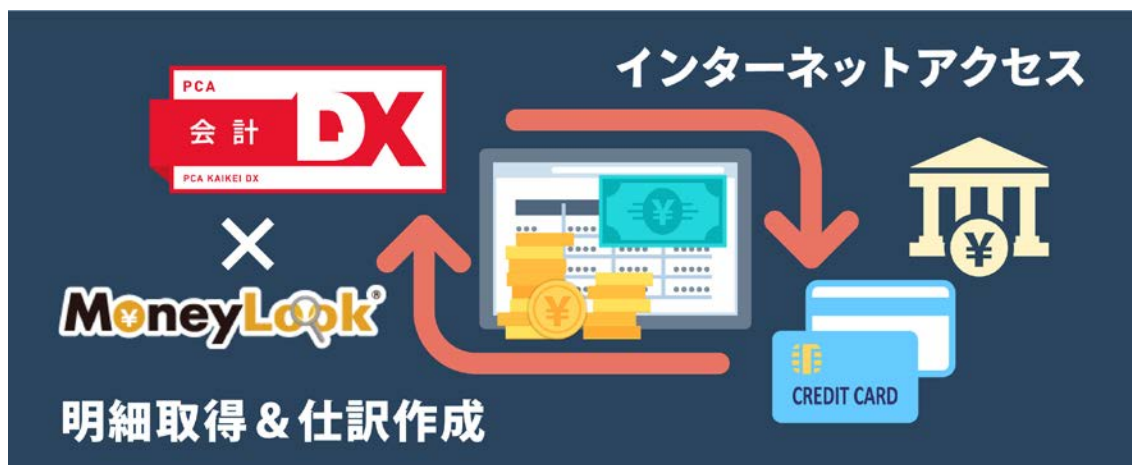 PCA
会計 DX
PCA KAIKEI DX
×
MoneyLook®
明細取得＆仕訳作成
インターネットアクセス
¥
¥
¥
CREDIT CARD